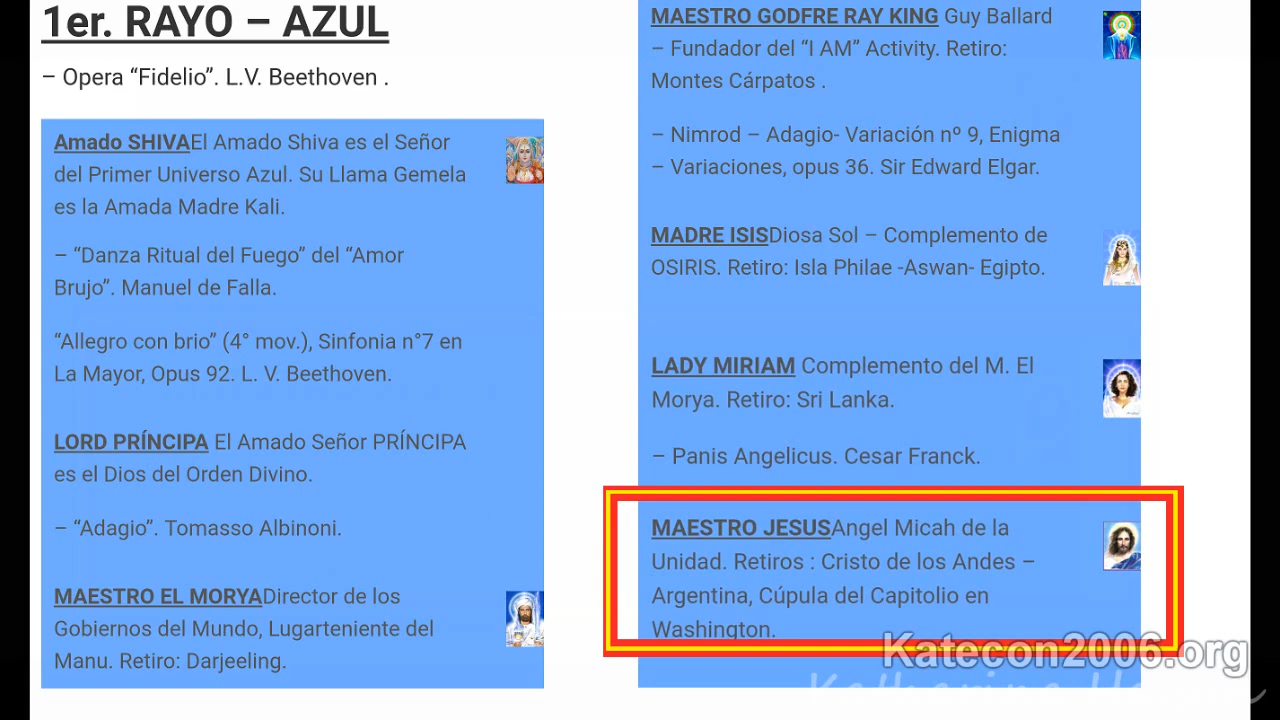 1er. RAYO – AZUL
– Opera “Fidelio”. L.V. Beethoven .
Amado SHIVAEl Amado Shiva es el Señor
del Primer Universo Azul. Su Llama Gemela
es la Amada Madre Kali.
– “Danza Ritual del Fuego” del “Amor
Brujo”. Manuel de Falla.
“Allegro con brio” (4° mov.), Sinfonia n°7 en
La Mayor, Opus 92. L. V. Beethoven.
LORD PRÍNCIPA El Amado Señor PRÍNCIPA
es el Dios del Orden Divino.
– “Adagio”. Tomasso Albinoni.
MAESTRO EL MORYADirector de los
Gobiernos del Mundo, Lugarteniente del
Manu. Retiro: Darjeeling.
MAESTRO GODFRE RAY KING Guy Ballard
– Fundador del “I AM” Activity. Retiro:
Montes Cárpatos .
– Nimrod – Adagio- Variación nº 9, Enigma
– Variaciones, opus 36. Sir Edward Elgar.
MADRE ISISDiosa Sol – Complemento de
OSIRIS. Retiro: Isla Philae -Aswan- Egipto.
LADY MIRIAM Complemento del M. El
Morya. Retiro: Sri Lanka.
– Panis Angelicus. Cesar Franck.
MAESTRO JESUSAngel Micah de la
Unidad. Retiros : Cristo de los Andes –
Argentina, Cúpula del Capitolio en
Washington.
Katecon2006.org